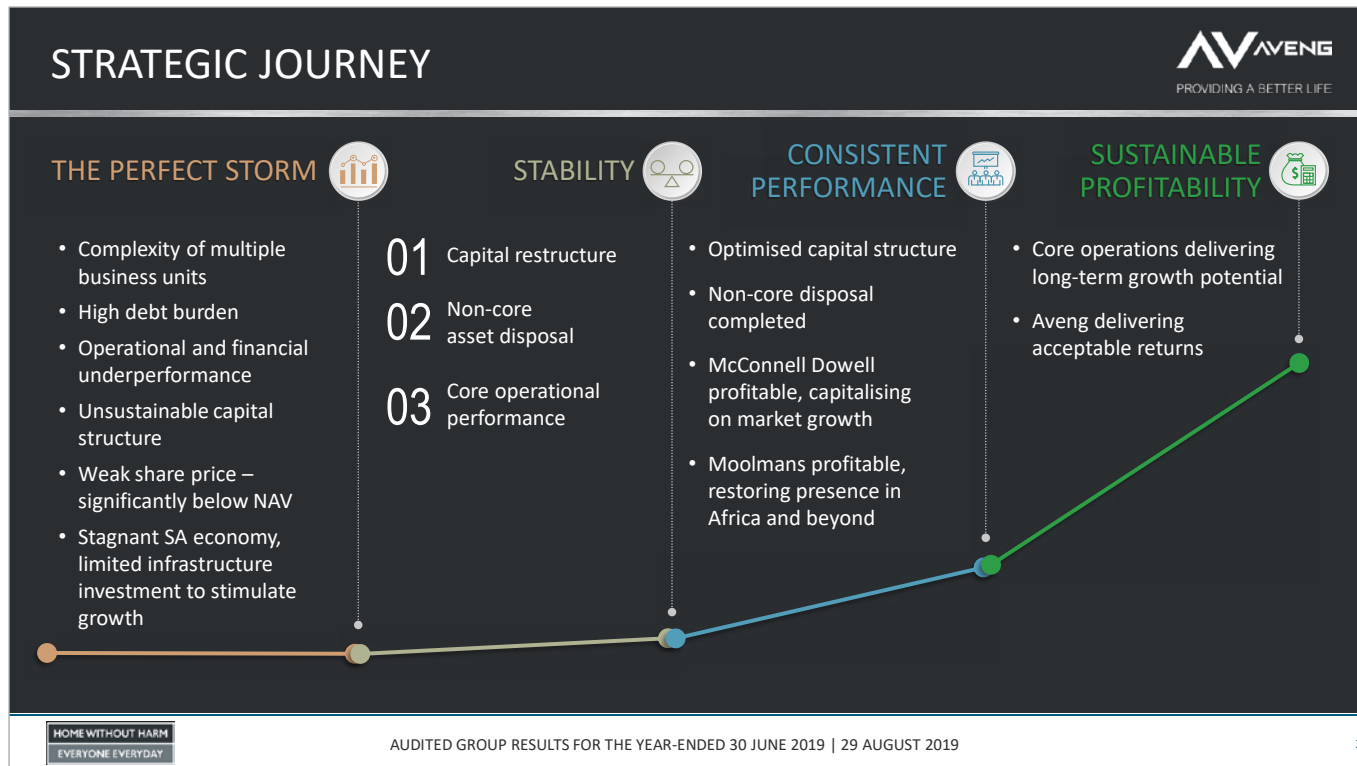 STRATEGIC JOURNEY
AVENG
PROVIDING A BETTER LIFE
THE PERFECT STORM
• Complexity of multiple
business units
• High debt burden
• Operational and financial
underperformance
• Unsustainable capital
structure
• Weak share price –
significantly below NAV
• Stagnant SA economy,
limited infrastructure
investment to stimulate
growth
STABILITY
01 Capital restructure
02 Non-core
asset disposal
03 Core operational
performance
CONSISTENT
PERFORMANCE
• Optimised capital structure
• Non-core disposal
completed
• McConnell Dowell
profitable, capitalising
on market growth
• Moolmans profitable,
restoring presence in
Africa and beyond
SUSTAINABLE
PROFITABILITY
$
• Core operations delivering
long-term growth potential
• Aveng delivering
acceptable returns
HOME WITHOUT HARM
EVERYONE EVERYDAY
AUDITED GROUP RESULTS FOR THE YEAR-ENDED 30 JUNE 2019 | 29 AUGUST 2019